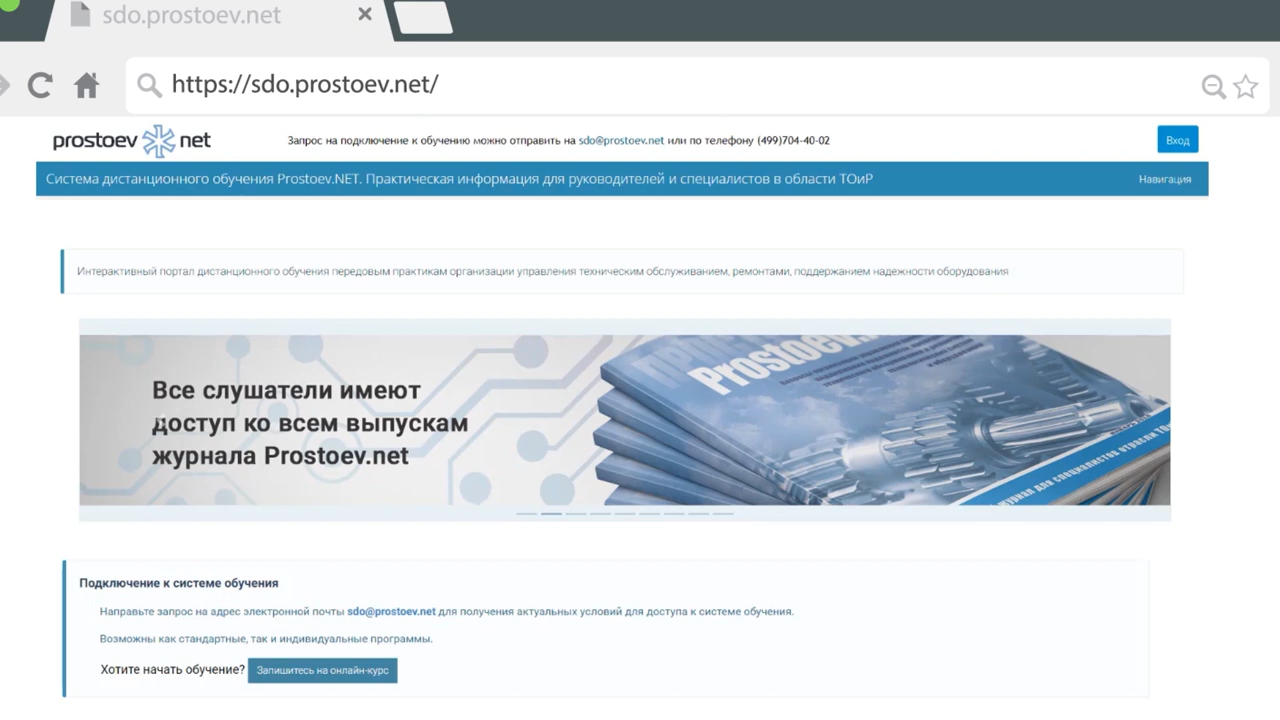 sdo.prostoev.net
https://sdo.prostoev.net/
prostoev net
Запрос на подключение к обучению можно отправить на sdo@prostoev.net или по телефону (499)704-40-02
Вход
Система дистанционного обучения Prostoev.NET. Практическая информация для руководителей и специалистов в области ТОиР
Навигация
Интерактивный портал дистанционного обучения передовым практикам организации управления техническим обслуживанием, ремонтами, поддержанием надежности оборудования
Все слушатели имеют
доступ ко всем выпускам
журнала Prostoev.net
Подключение к системе обучения
Направьте запрос на адрес электронной почты sdo@prostoev.net для получения актуальных условий для доступа к системе обучения.
Возможны как стандартные, так и индивидуальные программы.
Хотите начать обучение? Запишитесь на онлайн-курс